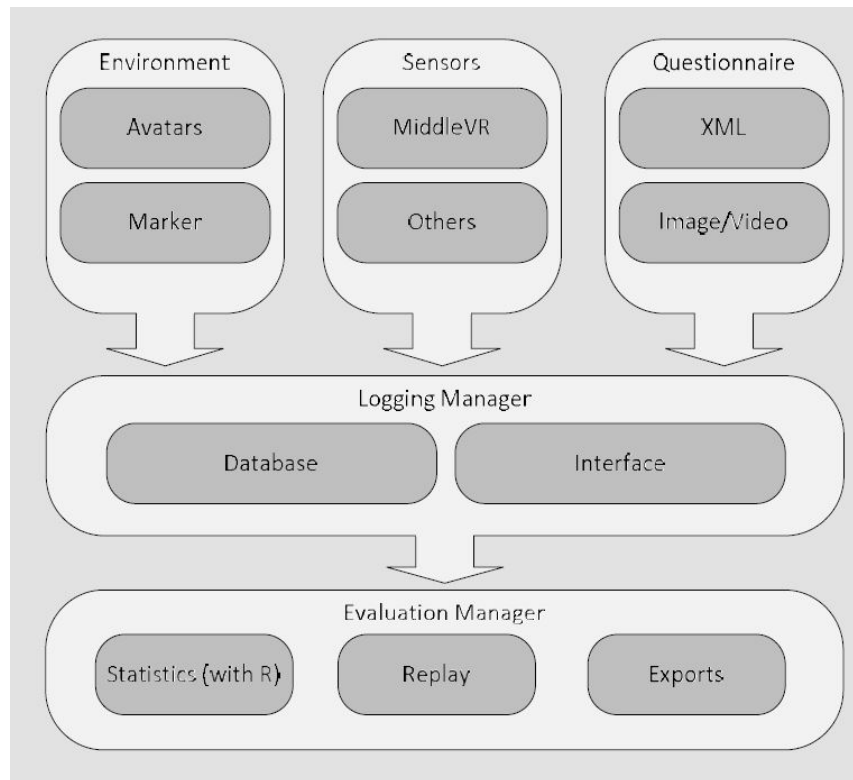 Environment
Avatars
Marker
Sensors
MiddleVR
Others
Questionnaire
XML
Image/Video
Logging Manager
Database
Interface
Evaluation Manager
Statistics (with R)
Replay
Exports